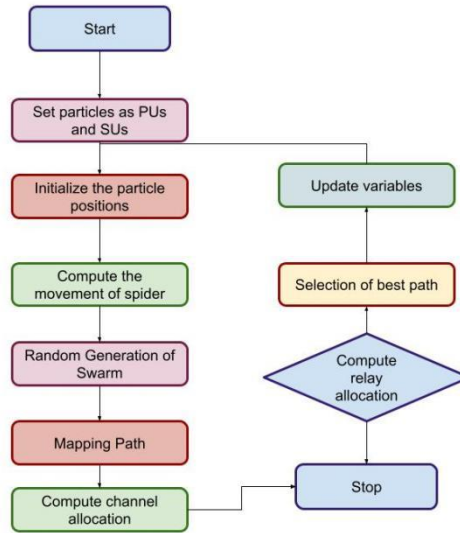 Start
Set particles as PUs
and SUs
Initialize the particle
positions
Compute the
movement of spider
Random Generation of
Swarm
Mapping Path
Compute channel
allocation
Update variables
Selection of best path
Compute
relay
allocation
Stop